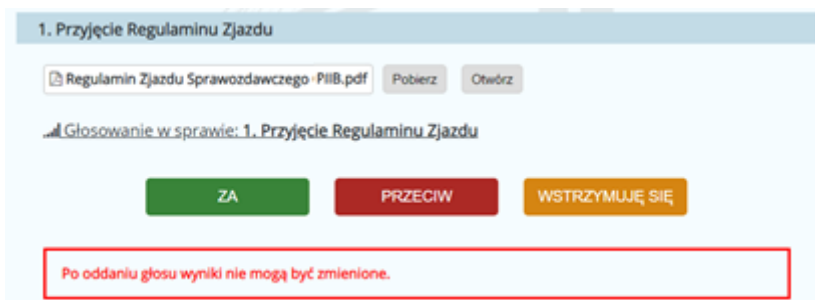 1. Przyjęcie Regulaminu Zjazdu
Regulamin Zjazdu Sprawozdawczego PIIB.pdf Pobierz Otwórz
Głosowanie w sprawie: 1. Przyjęcie Regulaminu Zjazdu
ZA PRZECIW WSTRZYMUJĘ SIĘ
Po oddaniu głosu wyniki nie mogą być zmienione.